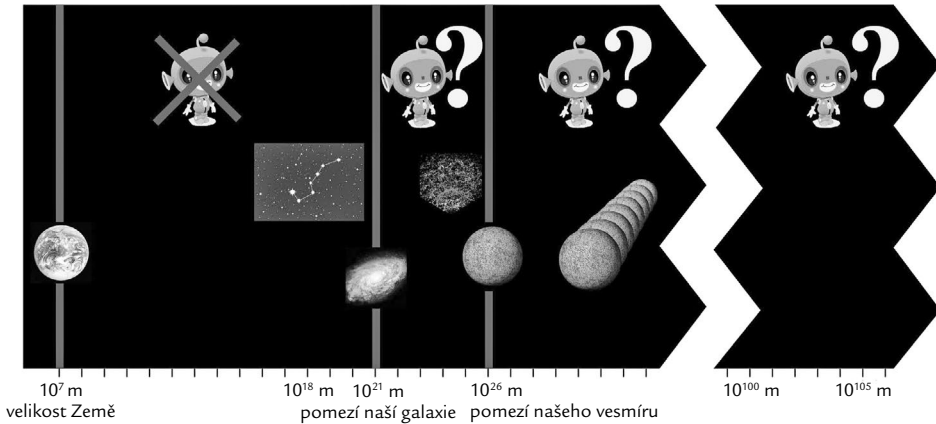 ?
?
?
10⁷ m
10¹⁸ m
10²¹ m
10²⁶ m
10¹⁰⁰ m
10¹⁰⁵ m
velikost Země
pomezí naší galaxie
pomezí našeho vesmíru